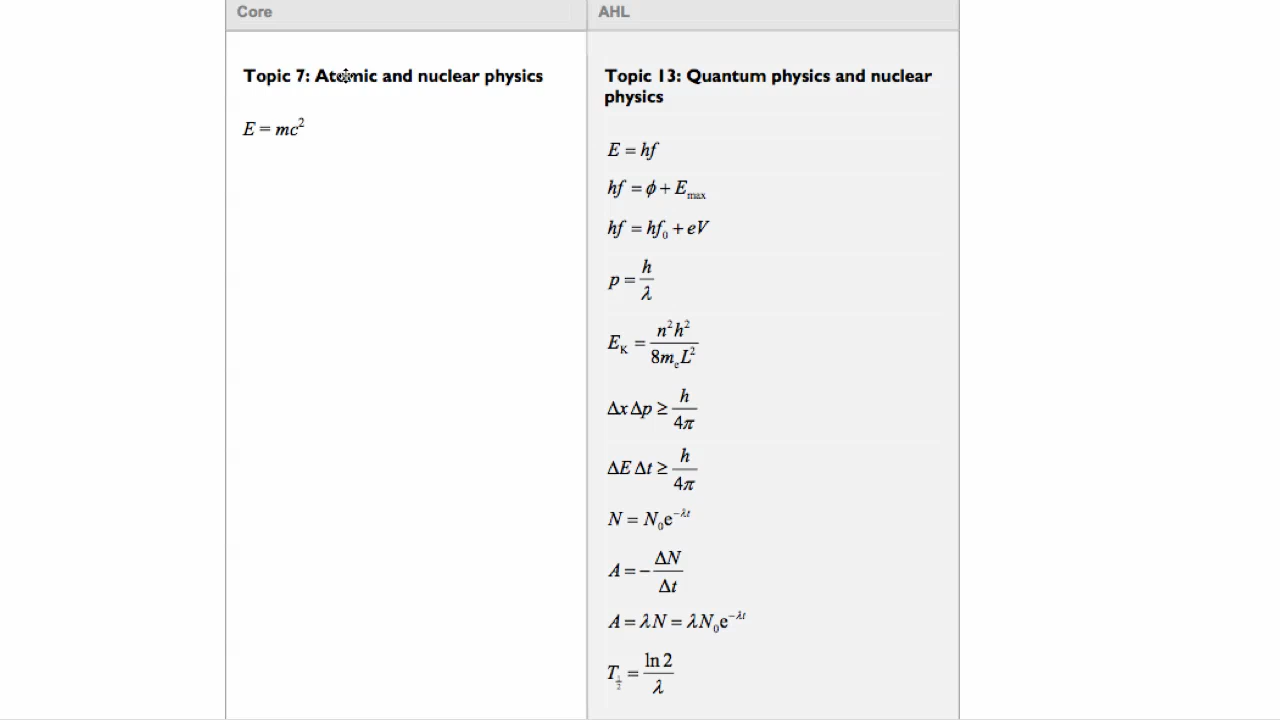 Core
AHL
Topic 7: Atomic and nuclear physics
E = mc²
Topic 13: Quantum physics and nuclear
physics
E = hf
hf = ϕ + E_max
hf = hf₀ + eV
p = h/λ
E_K = n²h²/8m_eL²
Δx Δp ≥ h/4π
ΔE Δt ≥ h/4π
N = N₀e^(−λt)
A = −ΔN/Δt
A = λN = λN₀e^(−λt)
T_½ = ln 2/λ